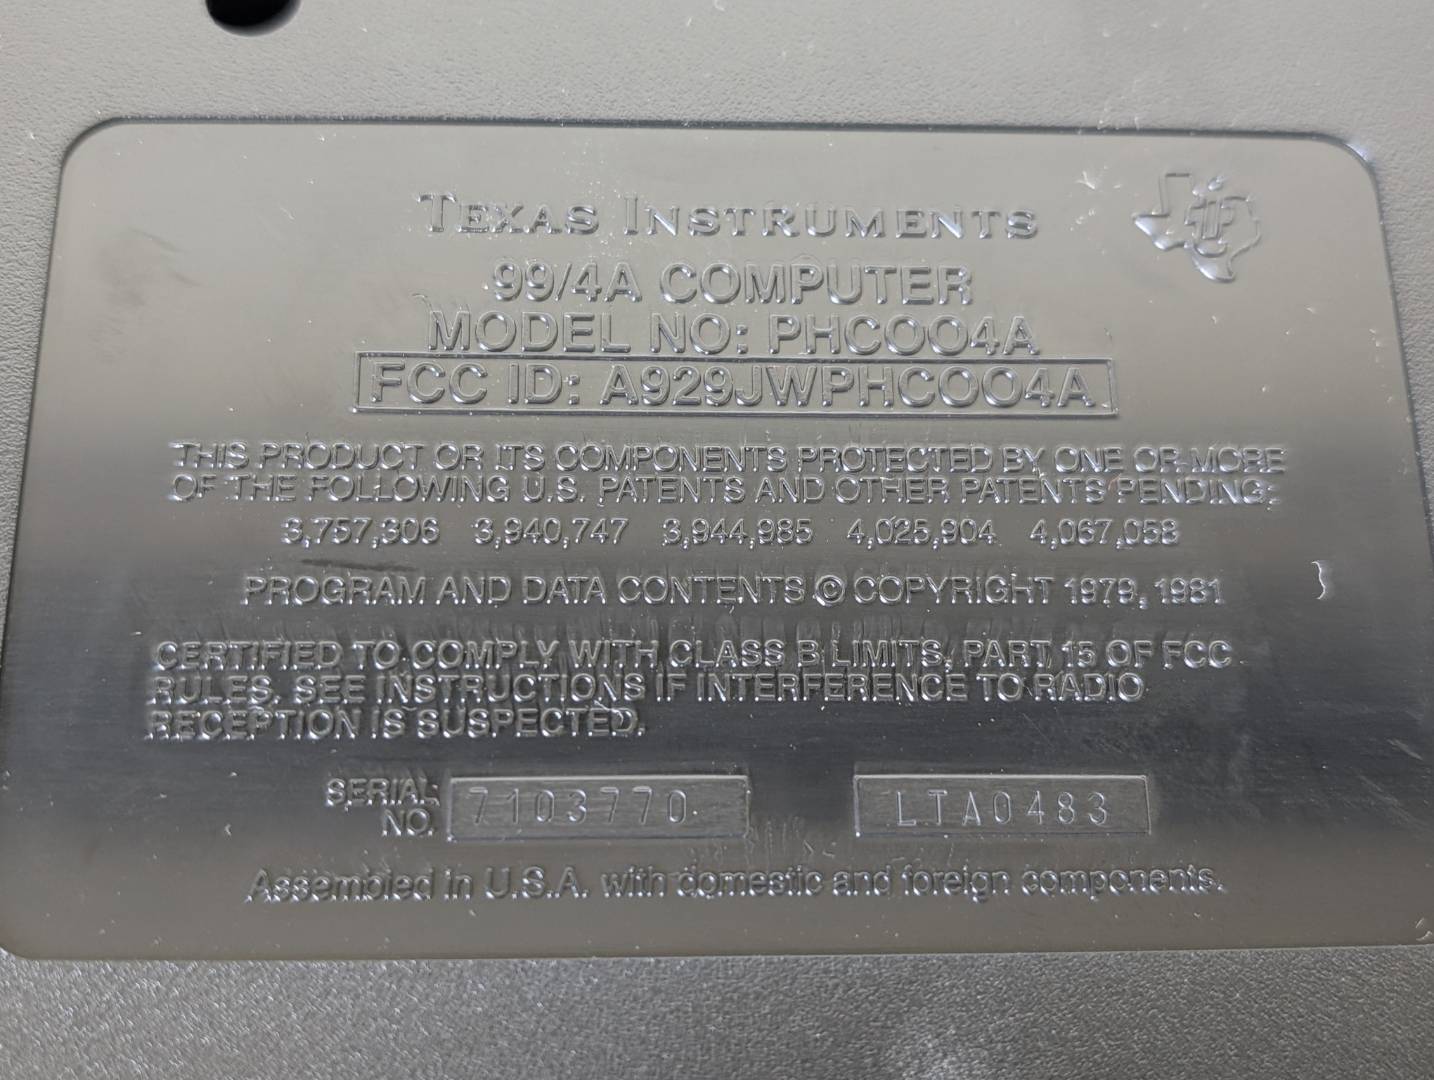 TEXAS INSTRUMENTS
99/4A COMPUTER
MODEL NO: PHC004A
FCC ID: A929JWPHC004A
THIS PRODUCT OR ITS COMPONENTS PROTECTED BY ONE OR MORE
OF THE FOLLOWING U.S. PATENTS AND OTHER PATENTS PENDING:
3,757,306 3,940,747 3,944,985 4,025,904 4,067,058
PROGRAM AND DATA CONTENTS © COPYRIGHT 1979, 1981
CERTIFIED TO COMPLY WITH CLASS B LIMITS, PART 15 OF FCC
RULES. SEE INSTRUCTIONS IF INTERFERENCE TO RADIO
RECEPTION IS SUSPECTED.
SERIAL NO. 7103770 LTA0483
Assembled in U.S.A. with domestic and foreign components.